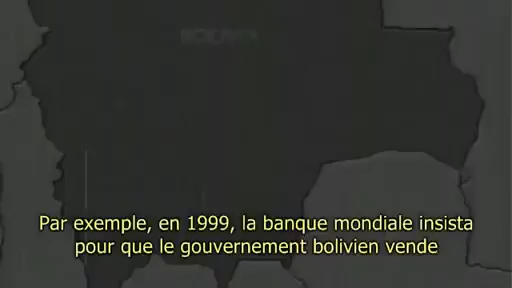 Par exemple, en 1999, la banque mondiale insista
pour que le gouvernement bolivien vende